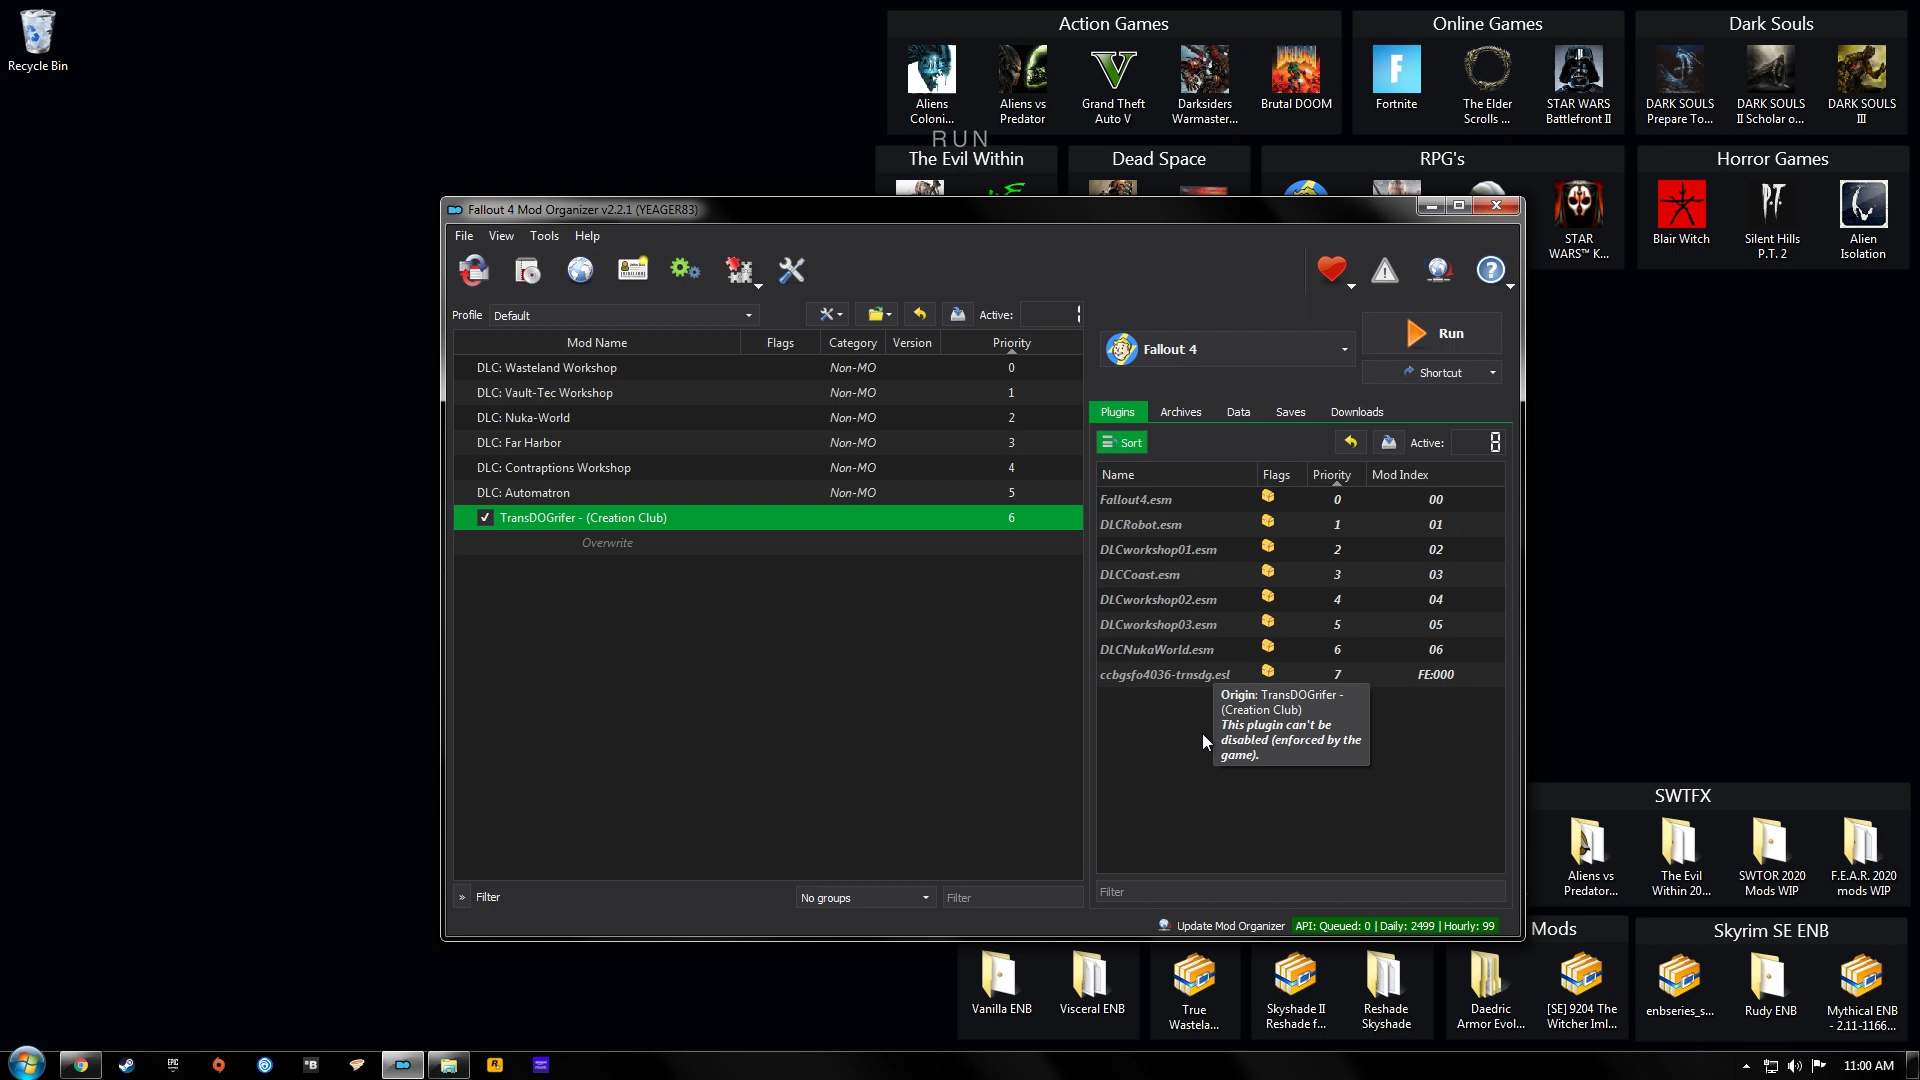 Recycle Bin
Action Games
Aliens
Coloni...
Aliens vs
Predator
Grand Theft
Auto V
Darksiders
Warmaster...
Brutal DOOM
Online Games
Fortnite
The Elder
Scrolls ...
STAR WARS
Battlefront II
Dark Souls
DARK SOULS
Prepare To...
DARK SOULS
II Scholar o...
DARK SOULS
III
RUN
The Evil Within
Dead Space
RPG's
STAR
WARS™ K...
Horror Games
Blair Witch
Silent Hills
P.T. 2
Alien
Isolation
Fallout 4 Mod Organizer v2.2.1 (YEAGER83)
File View Tools Help
Profile Default
Active:
Mod Name Flags Category Version Priority
DLC: Wasteland Workshop Non-MO 0
DLC: Vault-Tec Workshop Non-MO 1
DLC: Nuka-World Non-MO 2
DLC: Far Harbor Non-MO 3
DLC: Contraptions Workshop Non-MO 4
DLC: Automatron Non-MO 5
TransDOGrifer - (Creation Club) 6
Overwrite
» Filter
No groups
Filter
Fallout 4
Run
Shortcut
Plugins Archives Data Saves Downloads
Sort
Active: 8
Name Flags Priority Mod Index
Fallout4.esm 0 00
DLCRobot.esm 1 01
DLCworkshop01.esm 2 02
DLCCoast.esm 3 03
DLCworkshop02.esm 4 04
DLCworkshop03.esm 5 05
DLCNukaWorld.esm 6 06
ccbgsfo4036-trnsdg.esl 7 FE:000
Origin: TransDOGrifer -
(Creation Club)
This plugin can't be
disabled (enforced by the
game).
Filter
Update Mod Organizer
API: Queued: 0 | Daily: 2499 | Hourly: 99
SWTFX
Aliens vs
Predator...
The Evil
Within 20...
SWTOR 2020
Mods WIP
F.E.A.R. 2020
mods WIP
Mods
Skyrim SE ENB
Vanilla ENB
Visceral ENB
True
Wastela...
Skyshade II
Reshade f...
Reshade
Skyshade
Daedric
Armor Evol...
[SE] 9204 The
Witcher Iml...
enbseries_s...
Rudy ENB
Mythical ENB
- 2.11-1166...
EPIC
11:00 AM